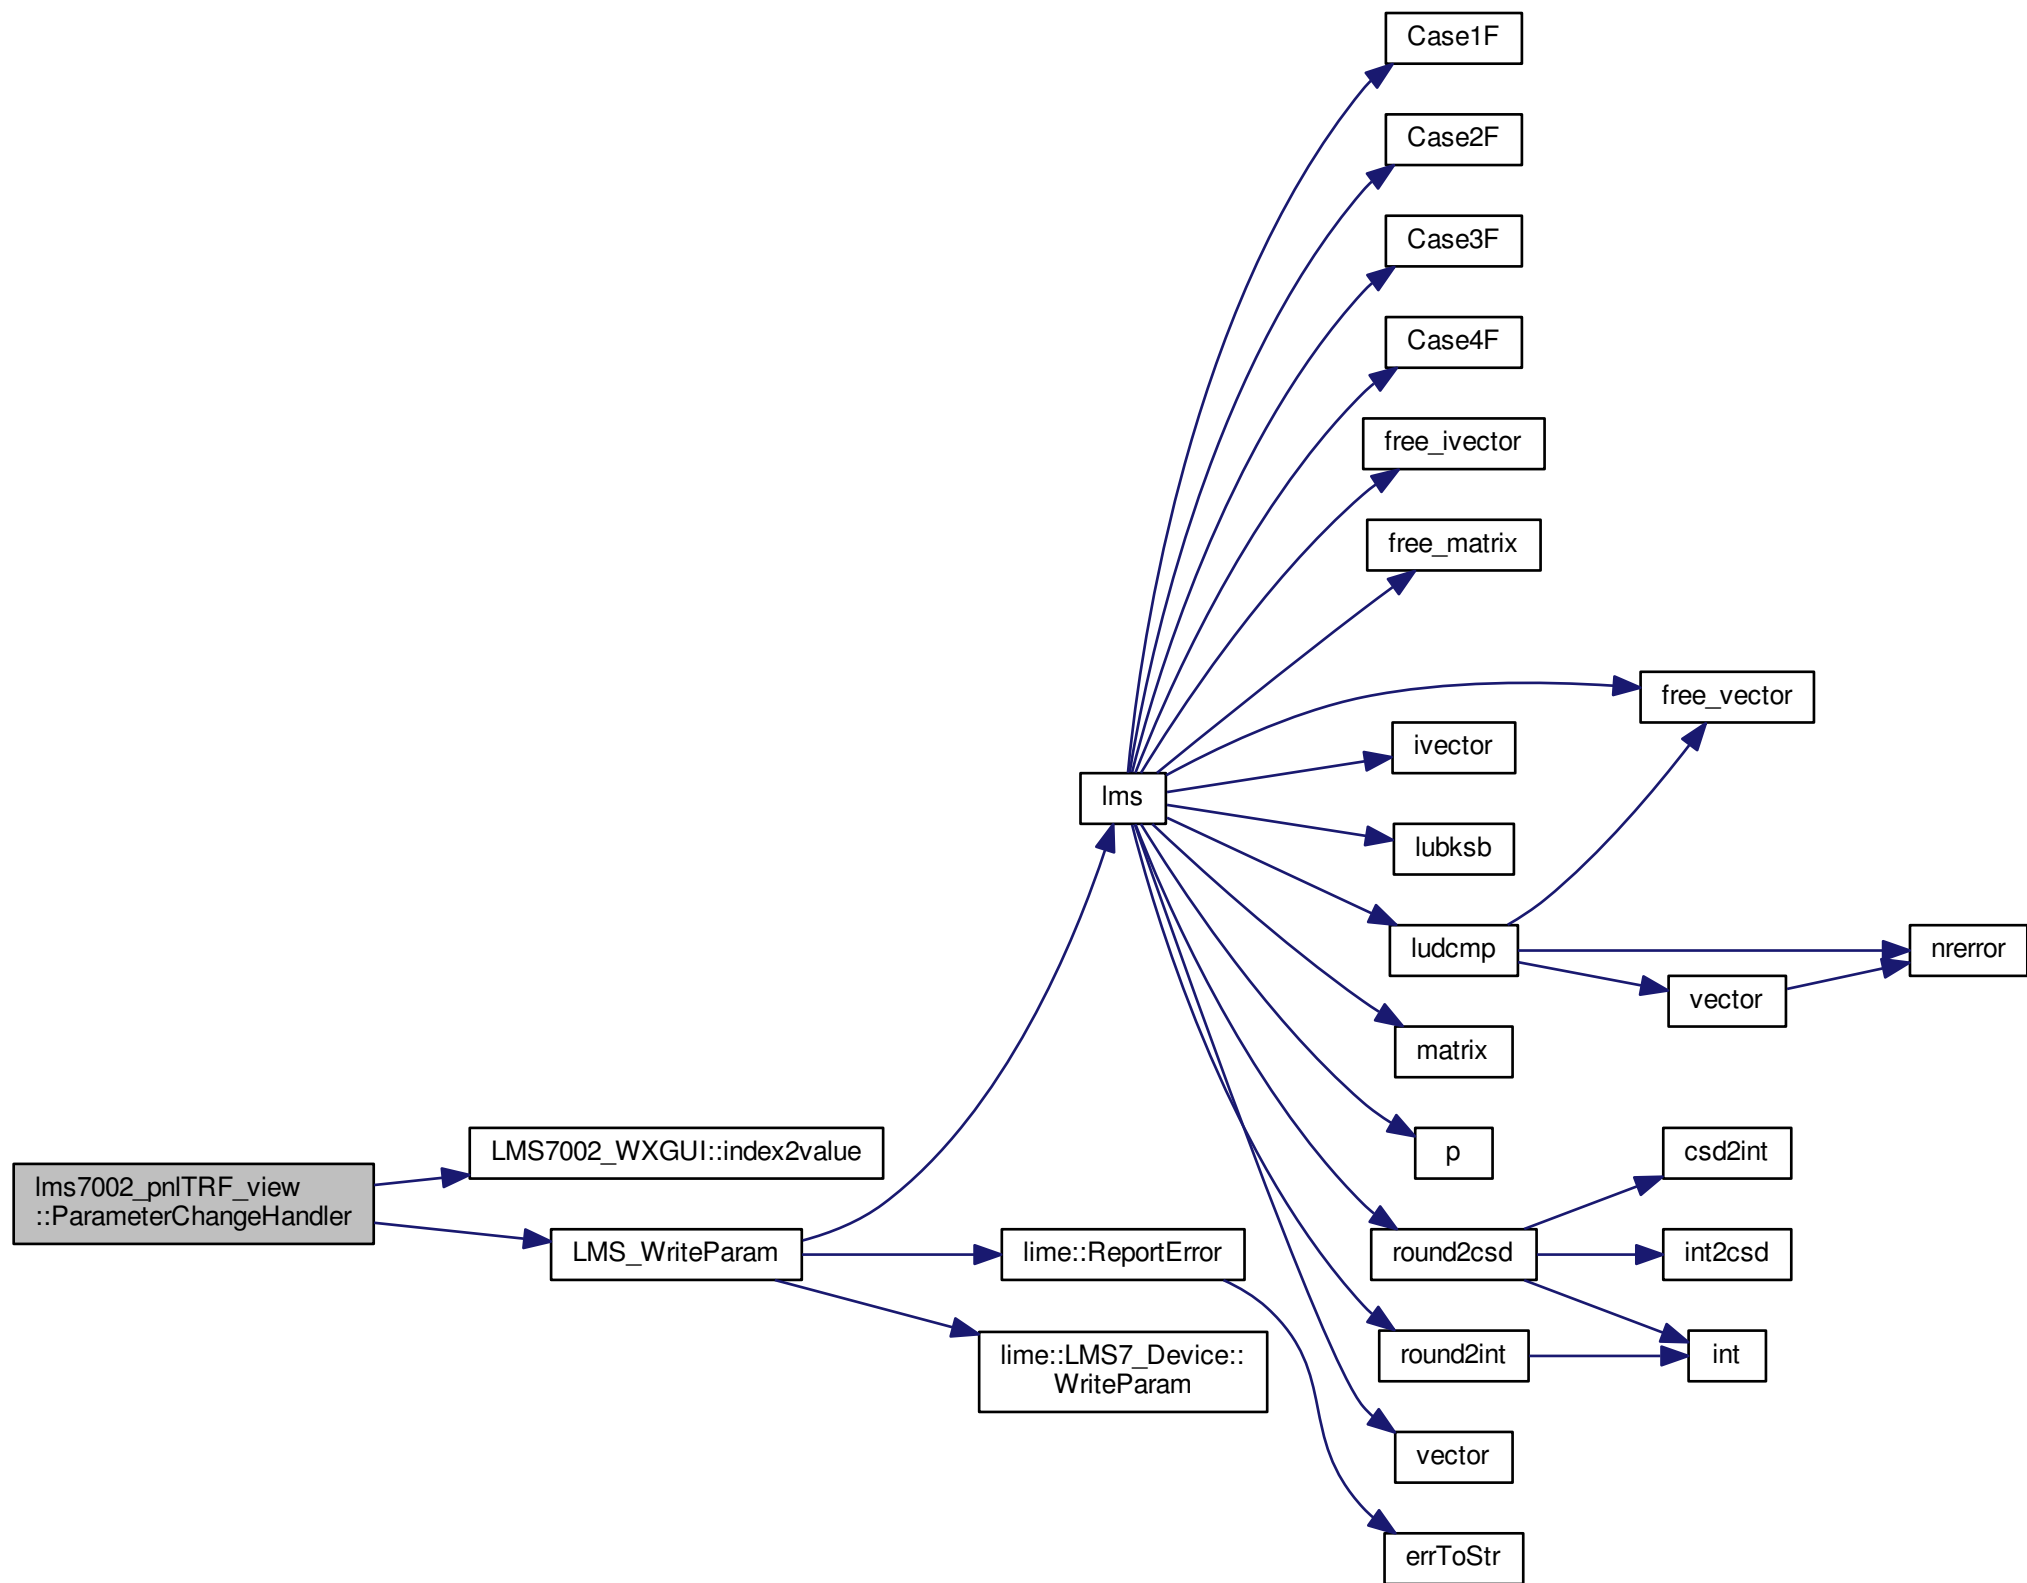 Case1F
Case2F
Case3F
Case4F
free_ivector
free_matrix
free_vector
ivector
lms
lubksb
ludcmp
nrerror
vector
matrix
p
LMS7002_WXGUI::index2value
csd2int
lms7002_pnlTRF_view
::ParameterChangeHandler
LMS_WriteParam
lime::ReportError
round2csd
int2csd
lime::LMS7_Device::
WriteParam
round2int
int
vector
errToStr